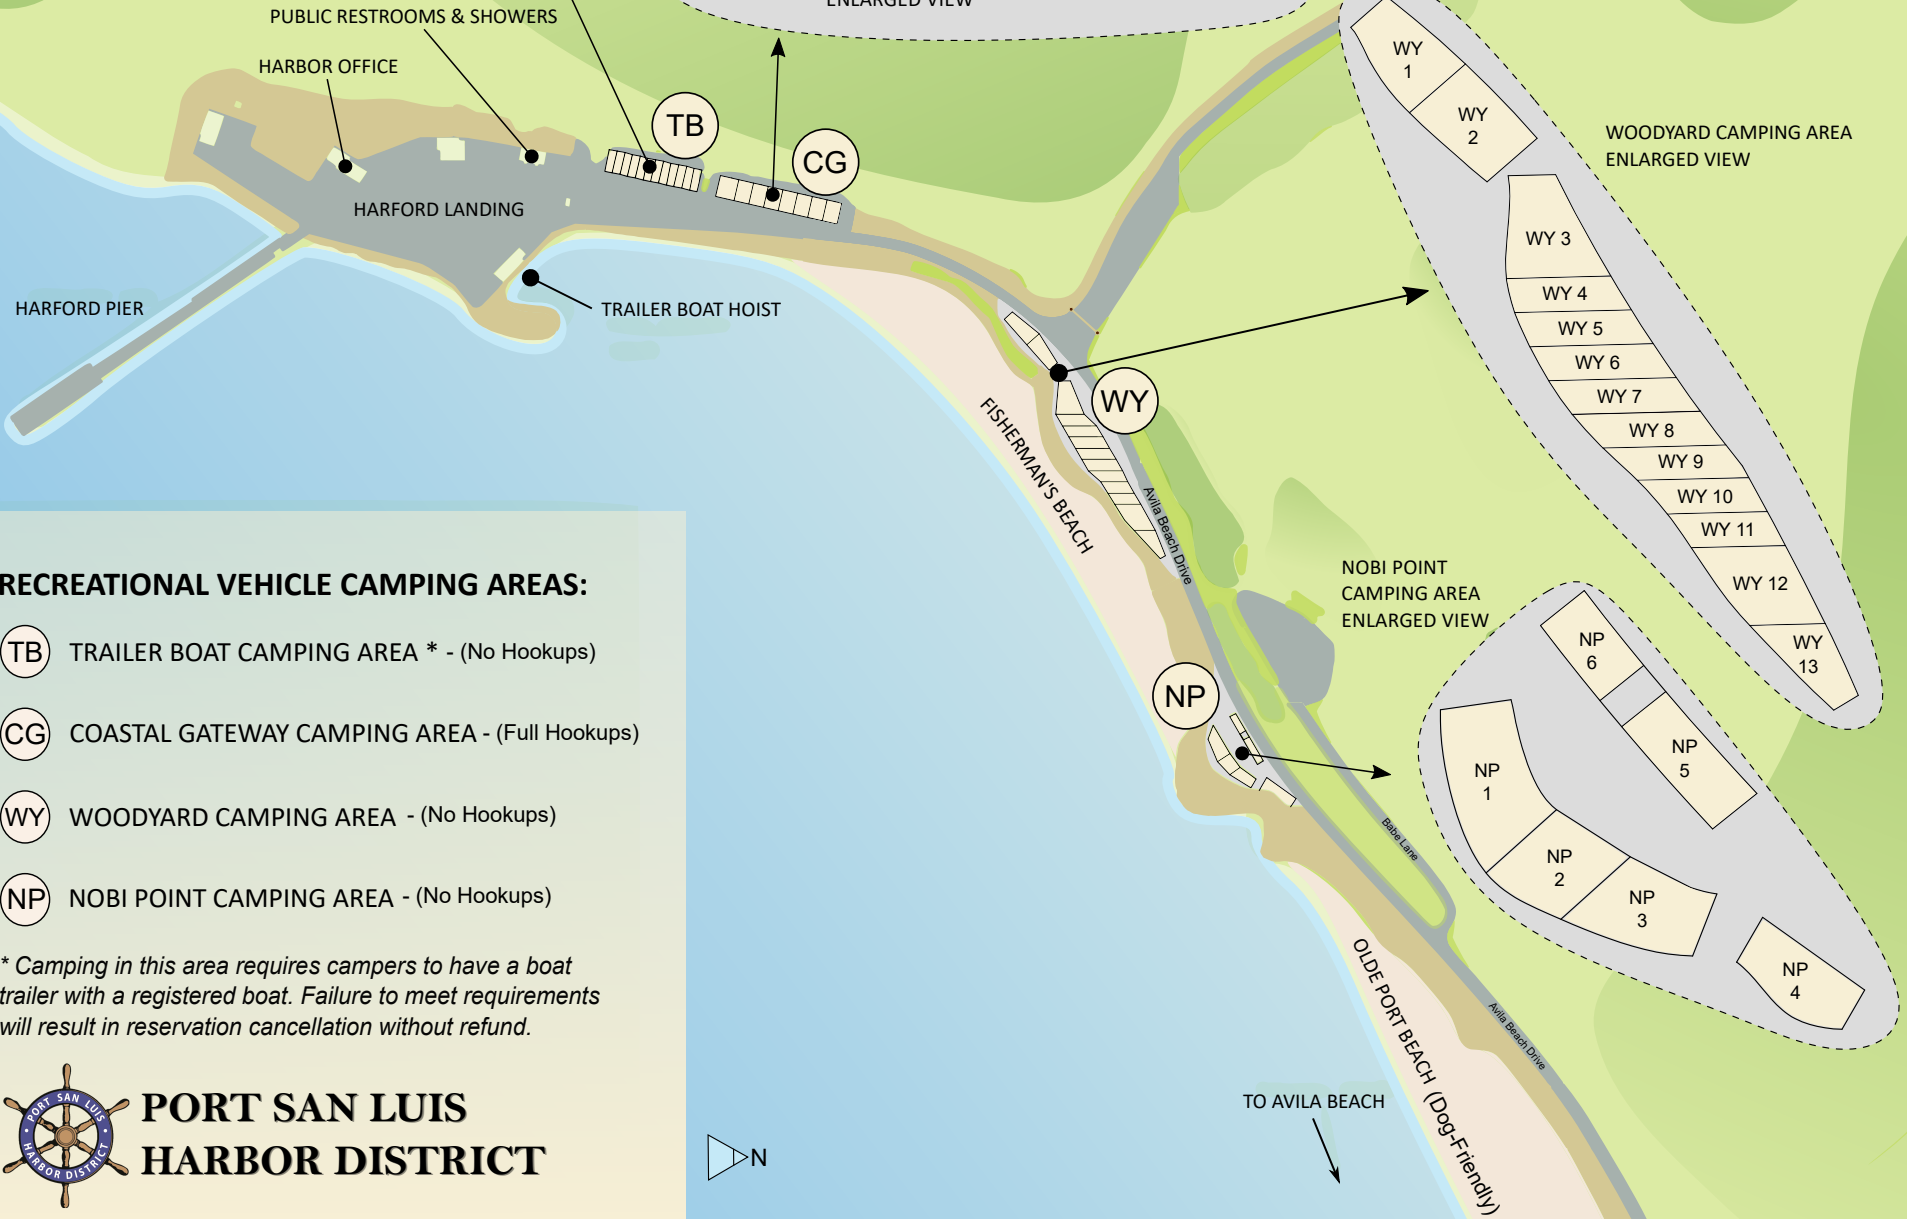 ENLARGED VIEW
PUBLIC RESTROOMS & SHOWERS
HARBOR OFFICE
TB
CG
HARFORD LANDING
HARFORD PIER
TRAILER BOAT HOIST
WY
FISHERMAN'S BEACH
Avila Beach Drive
NP
Babe Lane
OLDE PORT BEACH (Dog-Friendly)
Avila Beach Drive
TO AVILA BEACH
N
WOODYARD CAMPING AREA
ENLARGED VIEW
WY
1
WY
2
WY 3
WY 4
WY 5
WY 6
WY 7
WY 8
WY 9
WY 10
WY 11
WY 12
WY
13
NOBI POINT
CAMPING AREA
ENLARGED VIEW
NP
6
NP
5
NP
1
NP
2
NP
3
NP
4
RECREATIONAL VEHICLE CAMPING AREAS:
TB TRAILER BOAT CAMPING AREA * - (No Hookups)
CG COASTAL GATEWAY CAMPING AREA - (Full Hookups)
WY WOODYARD CAMPING AREA - (No Hookups)
NP NOBI POINT CAMPING AREA - (No Hookups)
* Camping in this area requires campers to have a boat
trailer with a registered boat. Failure to meet requirements
will result in reservation cancellation without refund.
PORT SAN LUIS
HARBOR DISTRICT
PORT SAN LUIS
HARBOR DISTRICT